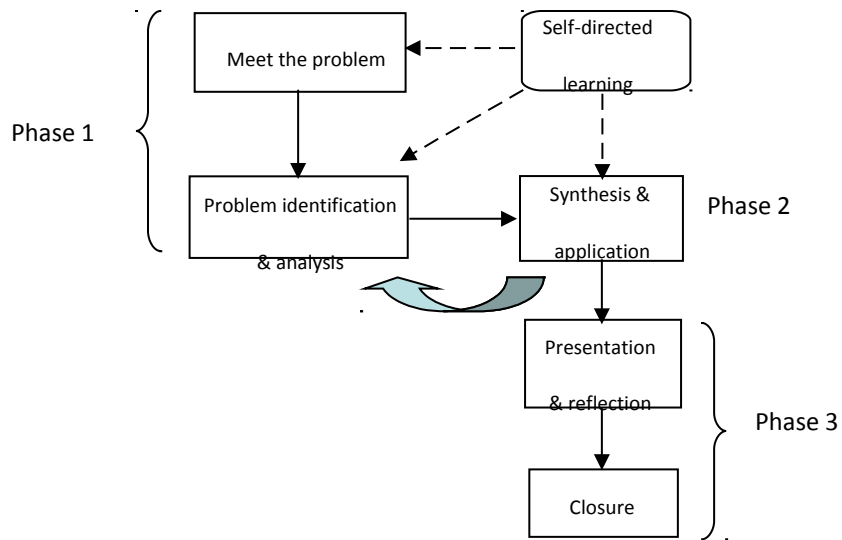 Phase 1
Meet the problem
Self-directed
learning
Problem identification
& analysis
Synthesis &
application
Phase 2
Presentation
& reflection
Closure
Phase 3